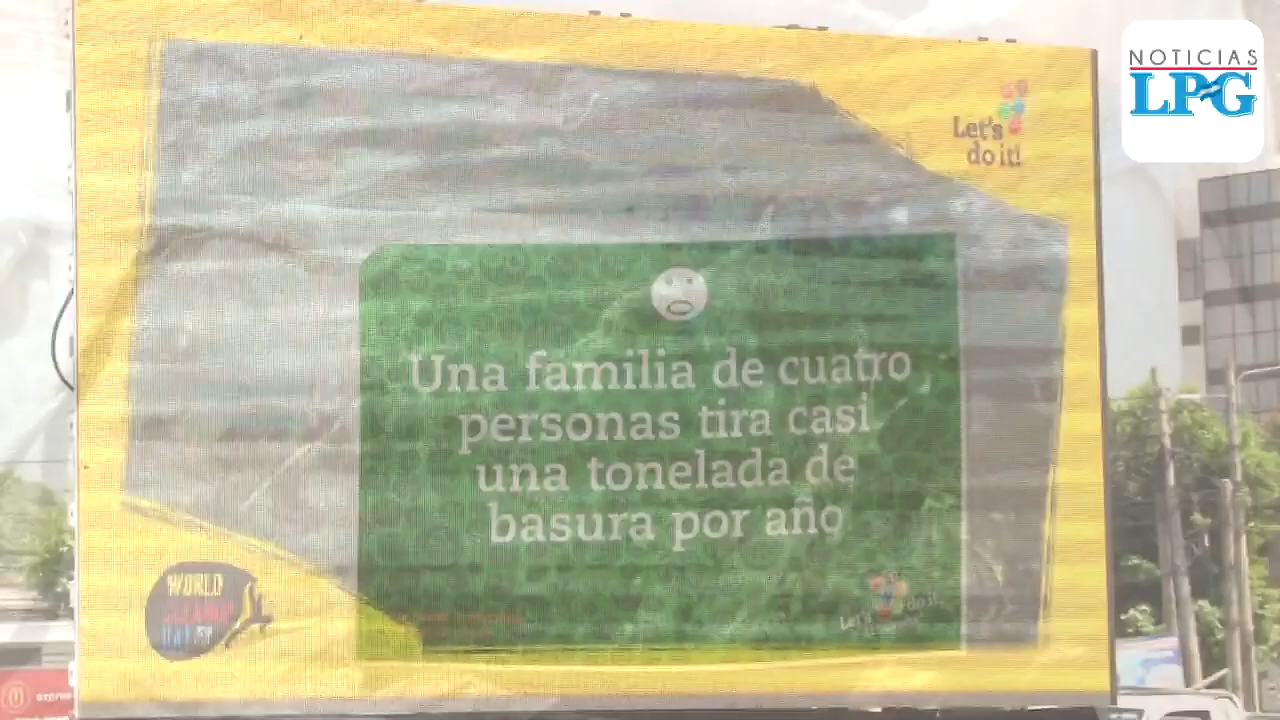 NOTICIAS
LPG
Let's
do it!
Una familia de cuatro
personas tira casi
una tonelada de
basura por año
WORLD
Let's do it!